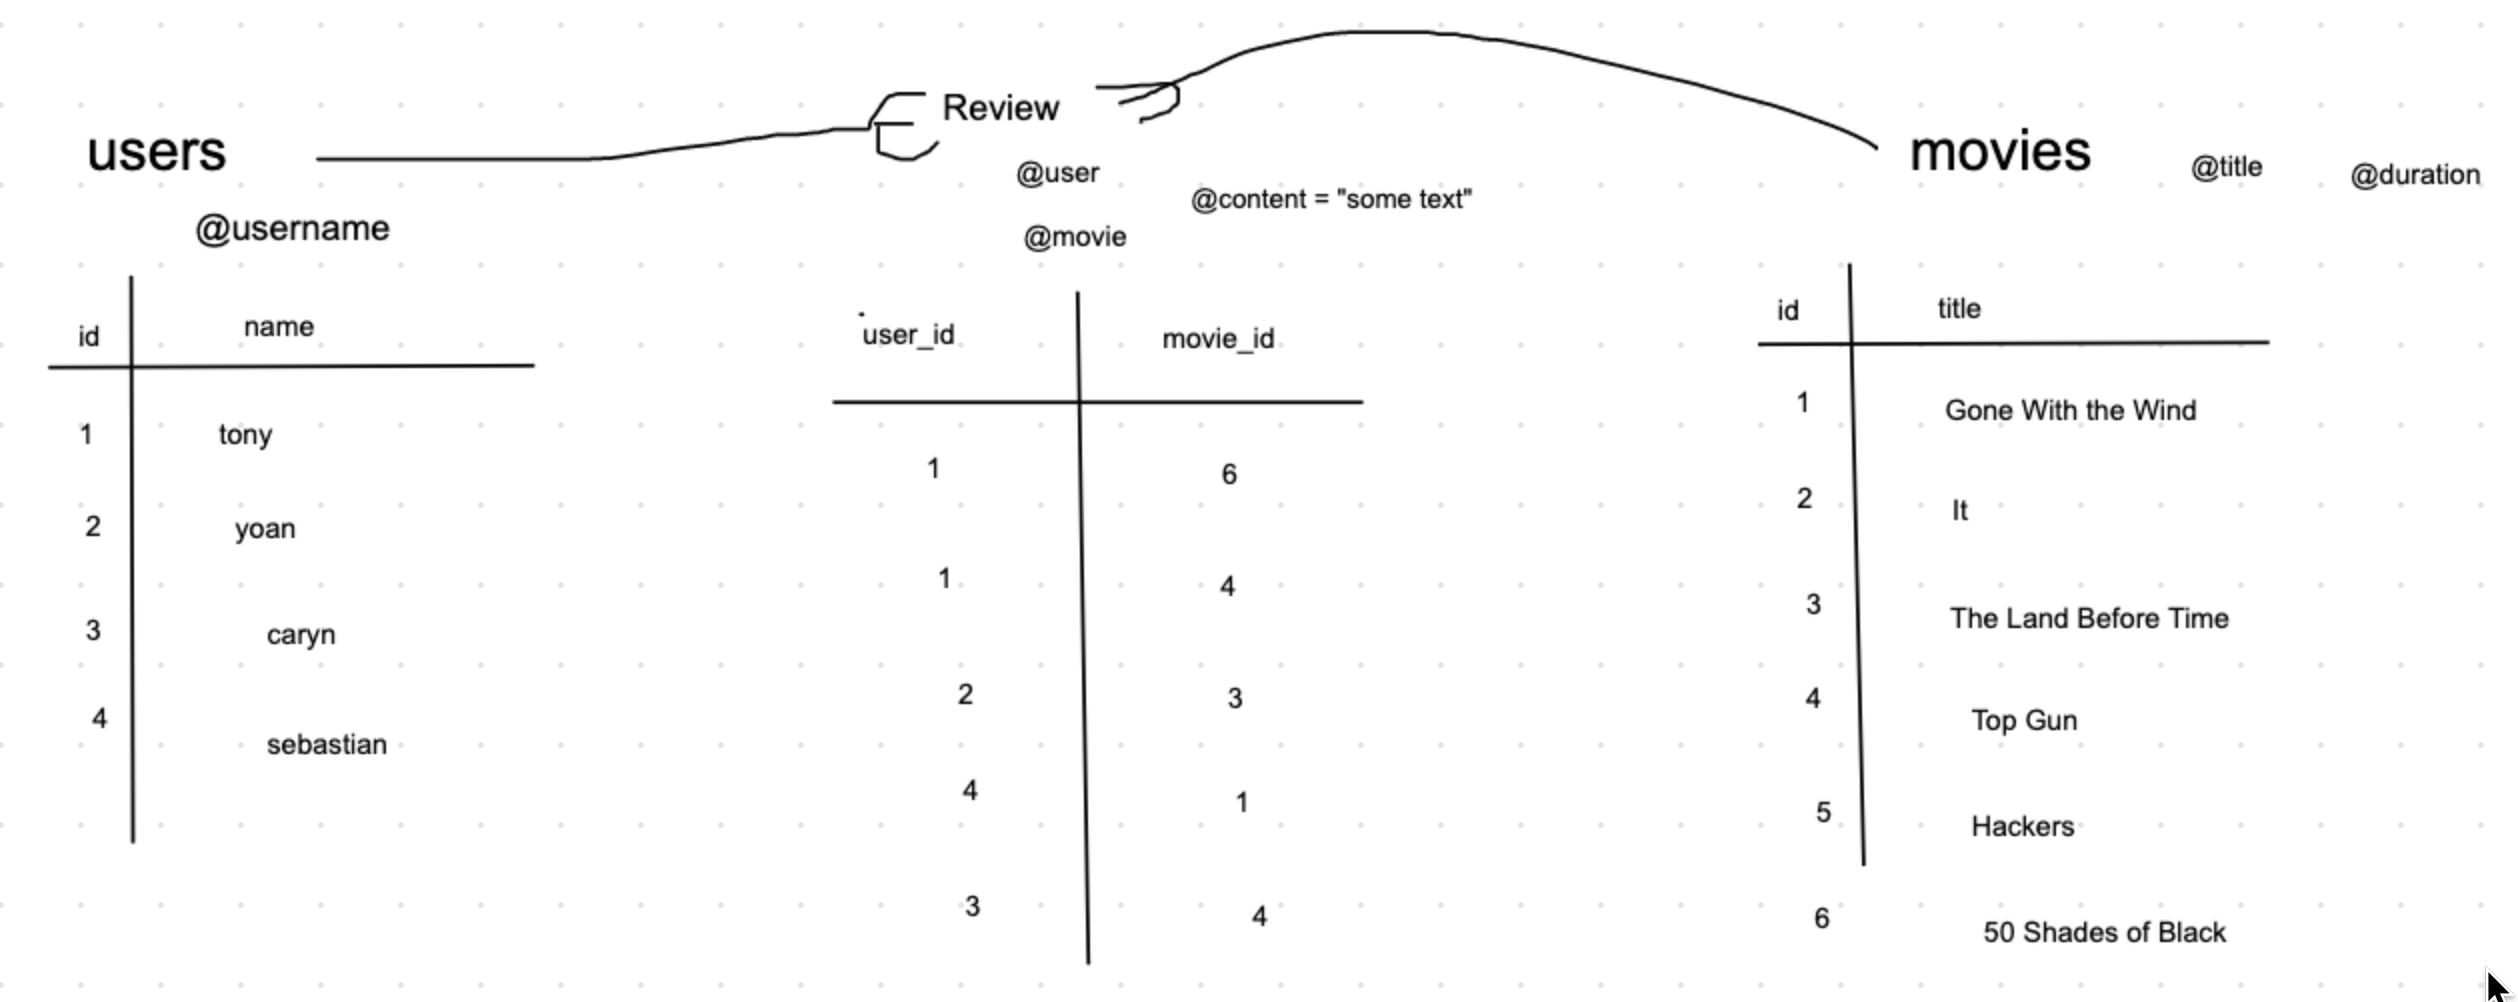 users
@username
id name
1 tony
2 yoan
3 caryn
4 sebastian
Review
@user
@content = "some text"
@movie
user_id movie_id
1 6
1 4
2 3
4 1
3 4
movies @title @duration
id title
1 Gone With the Wind
2 It
3 The Land Before Time
4 Top Gun
5 Hackers
6 50 Shades of Black